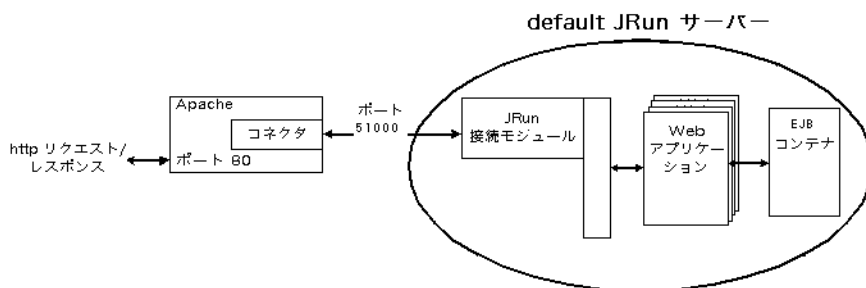 default JRun サーバー
Apache
コネクタ
ポート 80
http リクエスト/
レスポンス
ポート
51000
JRun
接続モジュール
Web
アプリケー
ション
EJB
コンテナ